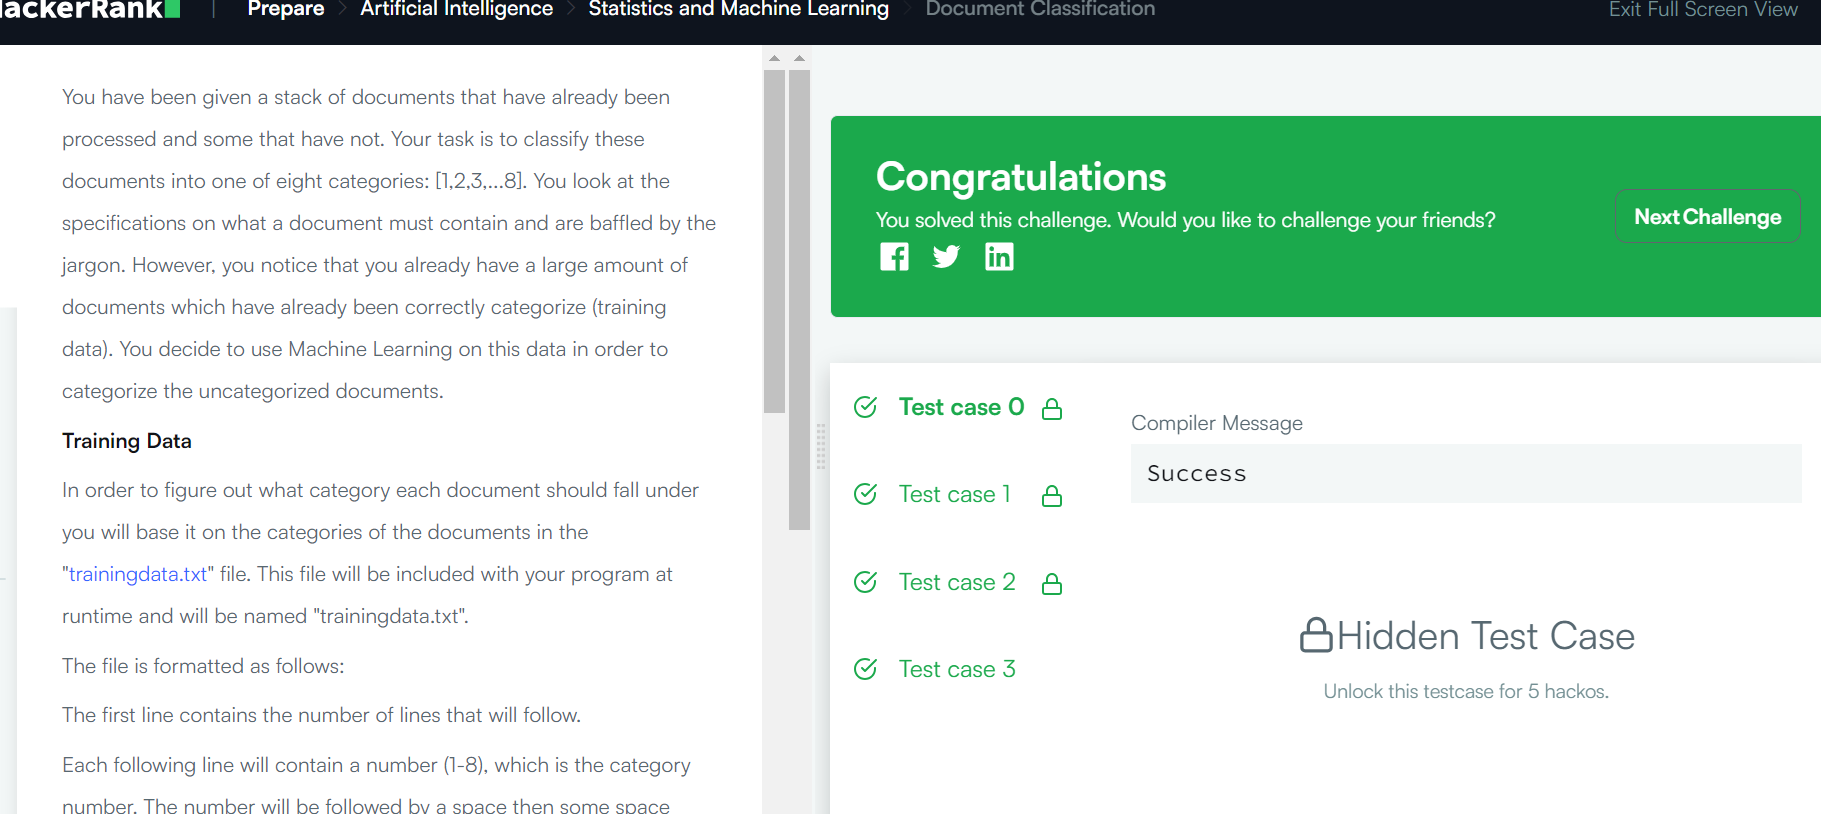 HackerRank
Prepare
Artificial Intelligence
Statistics and Machine Learning
Document Classification
Exit Full Screen View
You have been given a stack of documents that have already been
processed and some that have not. Your task is to classify these
documents into one of eight categories: [1,2,3,...8]. You look at the
specifications on what a document must contain and are baffled by the
jargon. However, you notice that you already have a large amount of
documents which have already been correctly categorize (training
data). You decide to use Machine Learning on this data in order to
categorize the uncategorized documents.
Training Data
In order to figure out what category each document should fall under
you will base it on the categories of the documents in the
"trainingdata.txt" file. This file will be included with your program at
runtime and will be named "trainingdata.txt".
The file is formatted as follows:
The first line contains the number of lines that will follow.
Each following line will contain a number (1-8), which is the category
number. The number will be followed by a space then some space
Congratulations
You solved this challenge. Would you like to challenge your friends?
Next Challenge
Test case 0
Test case 1
Test case 2
Test case 3
Compiler Message
Success
Hidden Test Case
Unlock this testcase for 5 hackos.